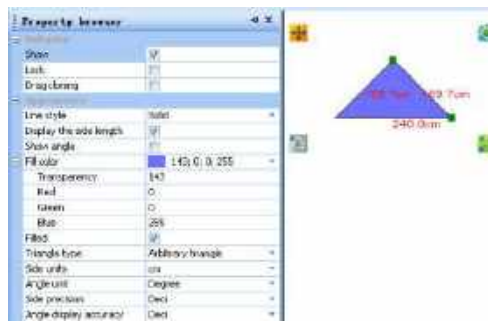 Property browser
Show
Lock
Drag cloning
Line style Solid
Display the side length
Show angle
Fill color 143; 0; 0; 255
Transparency 143
Red 0
Green 0
Blue 255
Filled
Triangle type Arbitrary triangle
Side units cm
Angle unit Degree
Side precision Deci
Angle display accuracy Deci
240.0cm